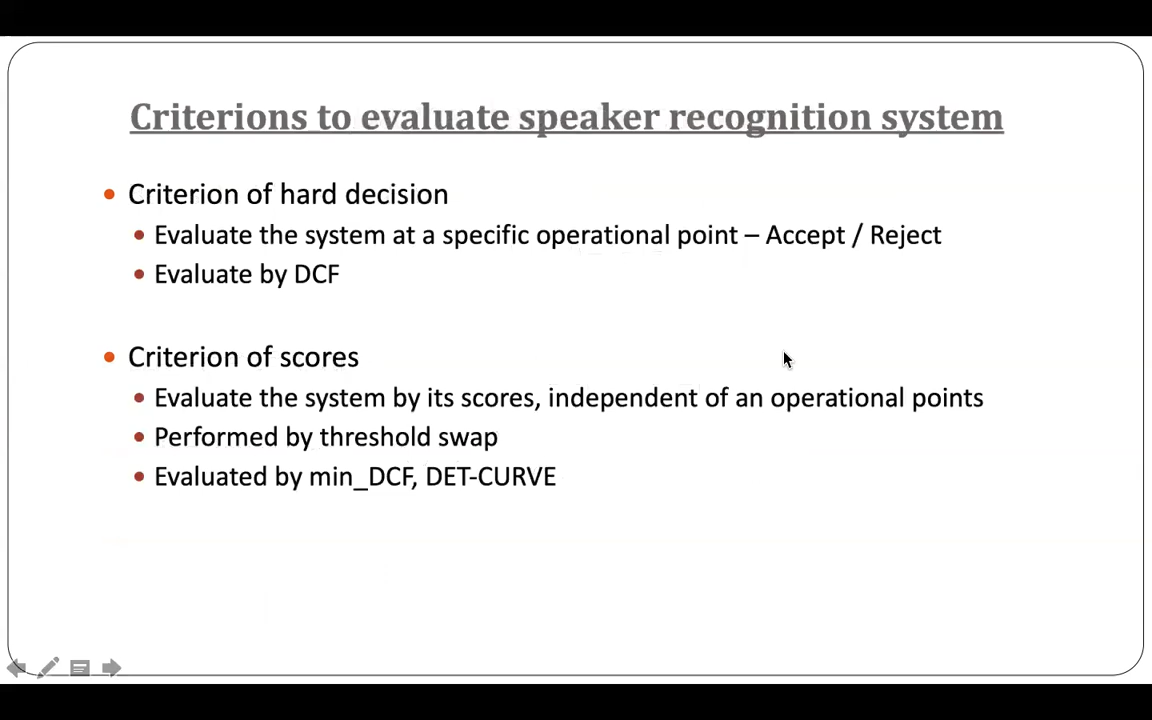 Criterions to evaluate speaker recognition system
• Criterion of hard decision
• Evaluate the system at a specific operational point – Accept / Reject
• Evaluate by DCF
• Criterion of scores
• Evaluate the system by its scores, independent of an operational points
• Performed by threshold swap
• Evaluated by min_DCF, DET-CURVE